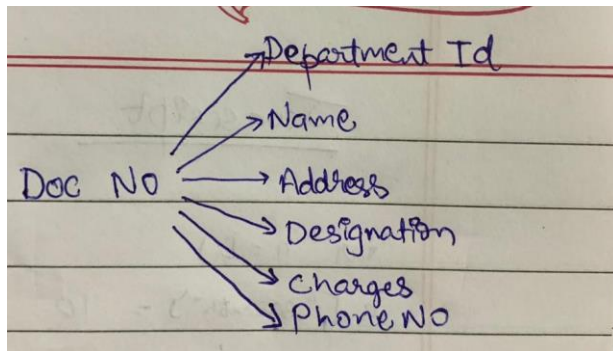 Department Id
Name
Doc NO
Address
Designation
Charges
Phone NO